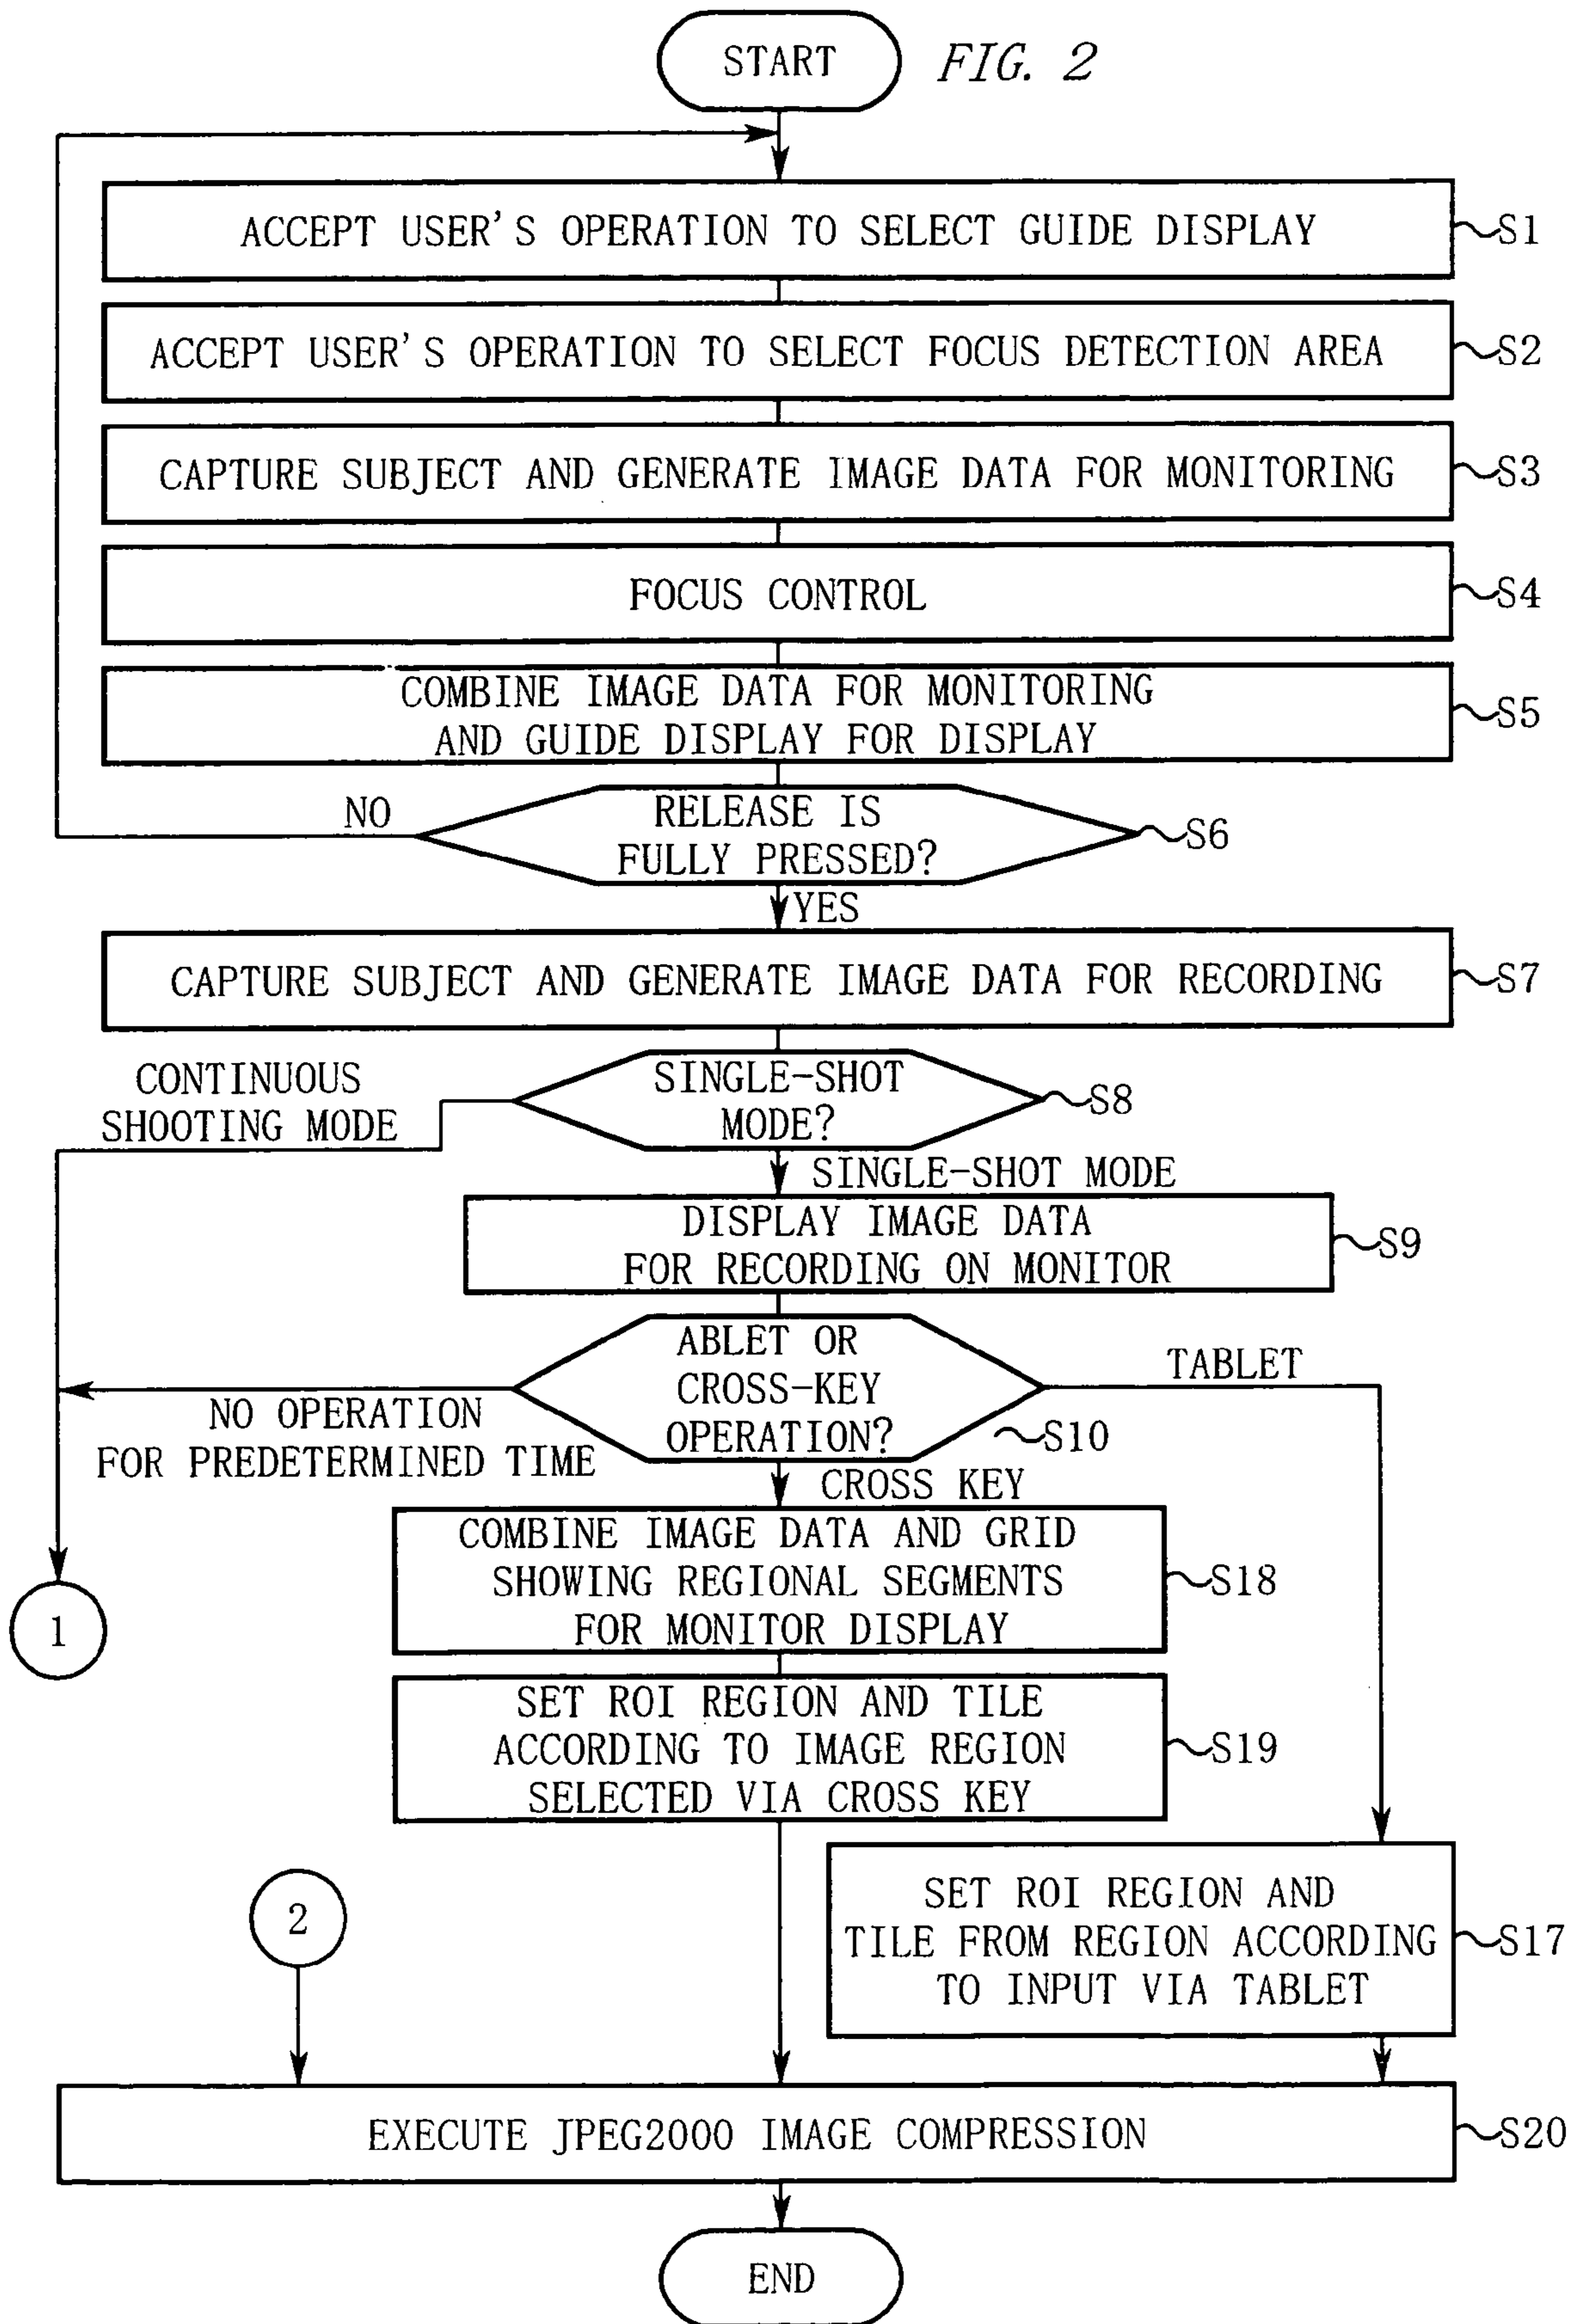 START
FIG. 2
ACCEPT USER'S OPERATION TO SELECT GUIDE DISPLAY
S1
ACCEPT USER'S OPERATION TO SELECT FOCUS DETECTION AREA
S2
CAPTURE SUBJECT AND GENERATE IMAGE DATA FOR MONITORING
S3
FOCUS CONTROL
S4
COMBINE IMAGE DATA FOR MONITORING
AND GUIDE DISPLAY FOR DISPLAY
S5
NO
RELEASE IS
FULLY PRESSED?
S6
YES
CAPTURE SUBJECT AND GENERATE IMAGE DATA FOR RECORDING
S7
CONTINUOUS
SHOOTING MODE
SINGLE-SHOT
MODE?
S8
SINGLE-SHOT MODE
DISPLAY IMAGE DATA
FOR RECORDING ON MONITOR
S9
ABLET OR
CROSS-KEY
OPERATION?
S10
TABLET
NO OPERATION
FOR PREDETERMINED TIME
CROSS KEY
COMBINE IMAGE DATA AND GRID
SHOWING REGIONAL SEGMENTS
FOR MONITOR DISPLAY
S18
1
SET ROI REGION AND TILE
ACCORDING TO IMAGE REGION
SELECTED VIA CROSS KEY
S19
2
SET ROI REGION AND
TILE FROM REGION ACCORDING
TO INPUT VIA TABLET
S17
EXECUTE JPEG2000 IMAGE COMPRESSION
S20
END